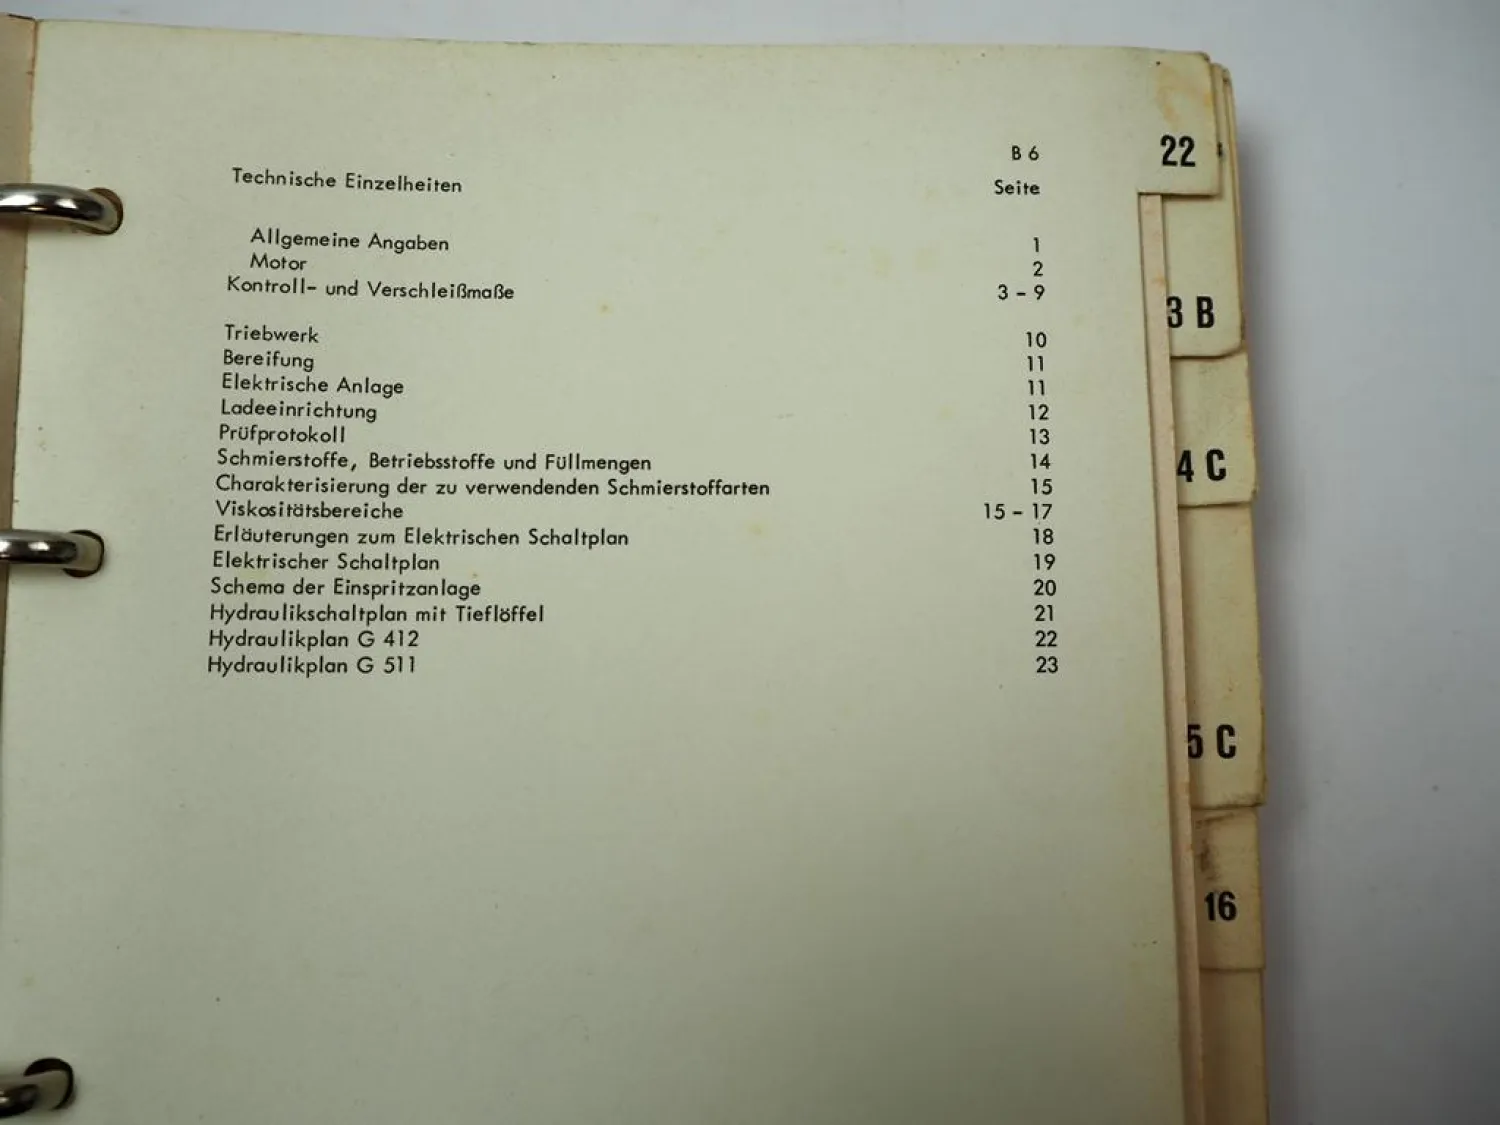 B 6
22
Technische Einzelheiten Seite
Allgemeine Angaben 1
Motor 2
Kontroll- und Verschleißmaße 3 - 9
3 B
Triebwerk 10
Bereifung 11
Elektrische Anlage 11
Ladeeinrichtung 12
Prüfprotokoll 13
Schmierstoffe, Betriebsstoffe und Füllmengen 14
4 C
Charakterisierung der zu verwendenden Schmierstoffarten 15
Viskositätsbereiche 15 - 17
Erläuterungen zum Elektrischen Schaltplan 18
Elektrischer Schaltplan 19
Schema der Einspritzanlage 20
Hydraulikschaltplan mit Tieflöffel 21
Hydraulikplan G 412 22
Hydraulikplan G 511 23
5 C
16